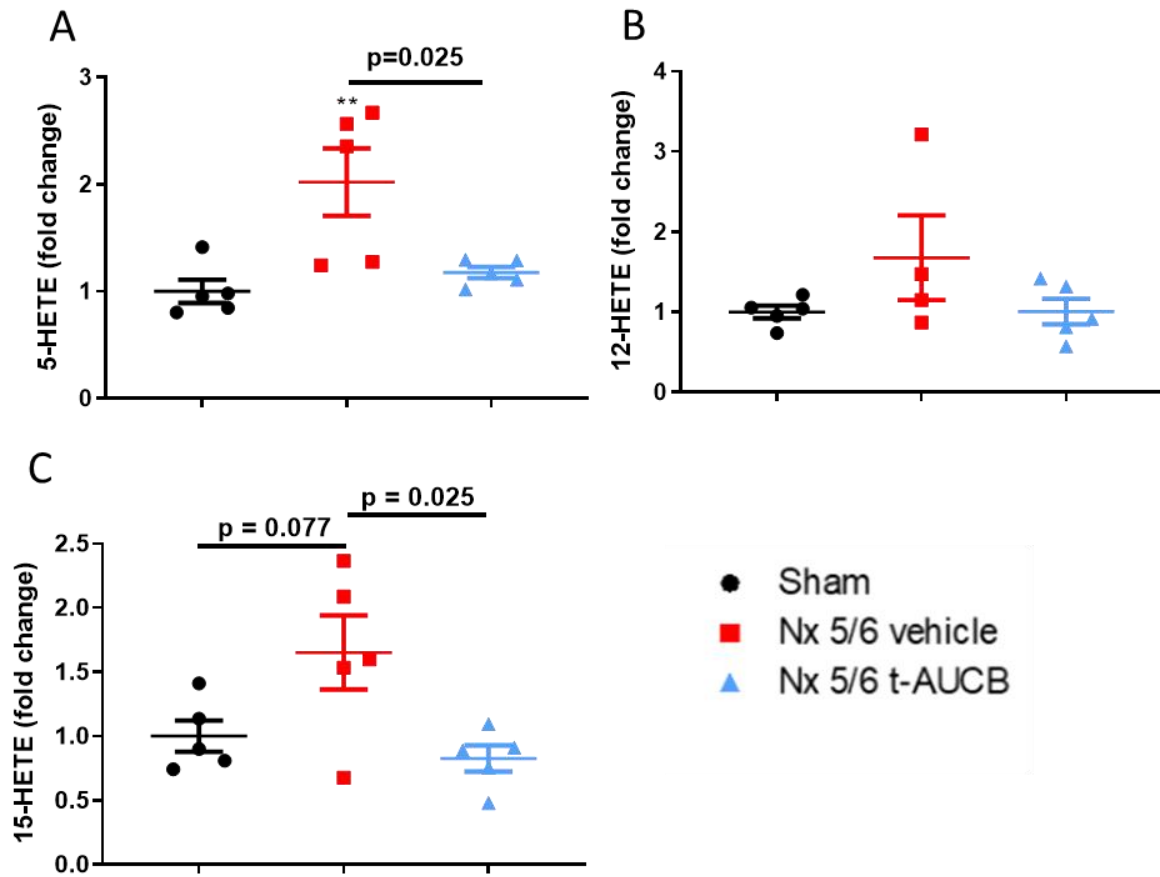 A
p=0.025
**
5-HETE (fold change)
3
2
1
0
B
12-HETE (fold change)
4
3
2
1
0
C
p = 0.077
p = 0.025
15-HETE (fold change)
2.5
2.0
1.5
1.0
0.5
0.0
Sham
Nx 5/6 vehicle
Nx 5/6 t-AUCB